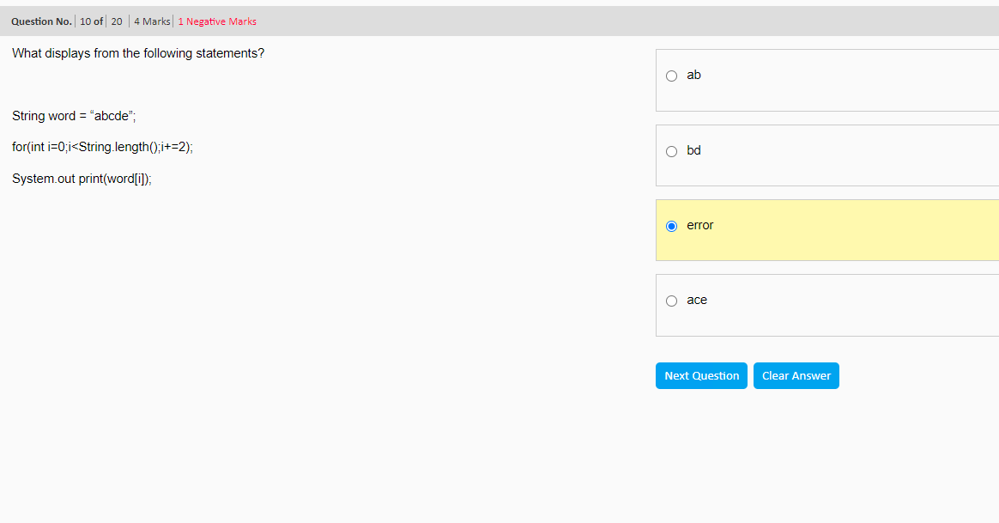 Question No. 10 of 20 4 Marks 1 Negative Marks
What displays from the following statements?
String word = “abcde”;
for(int i=0;i<String.length();i+=2);
System.out print(word[i]);
ab
bd
error
ace
Next Question Clear Answer